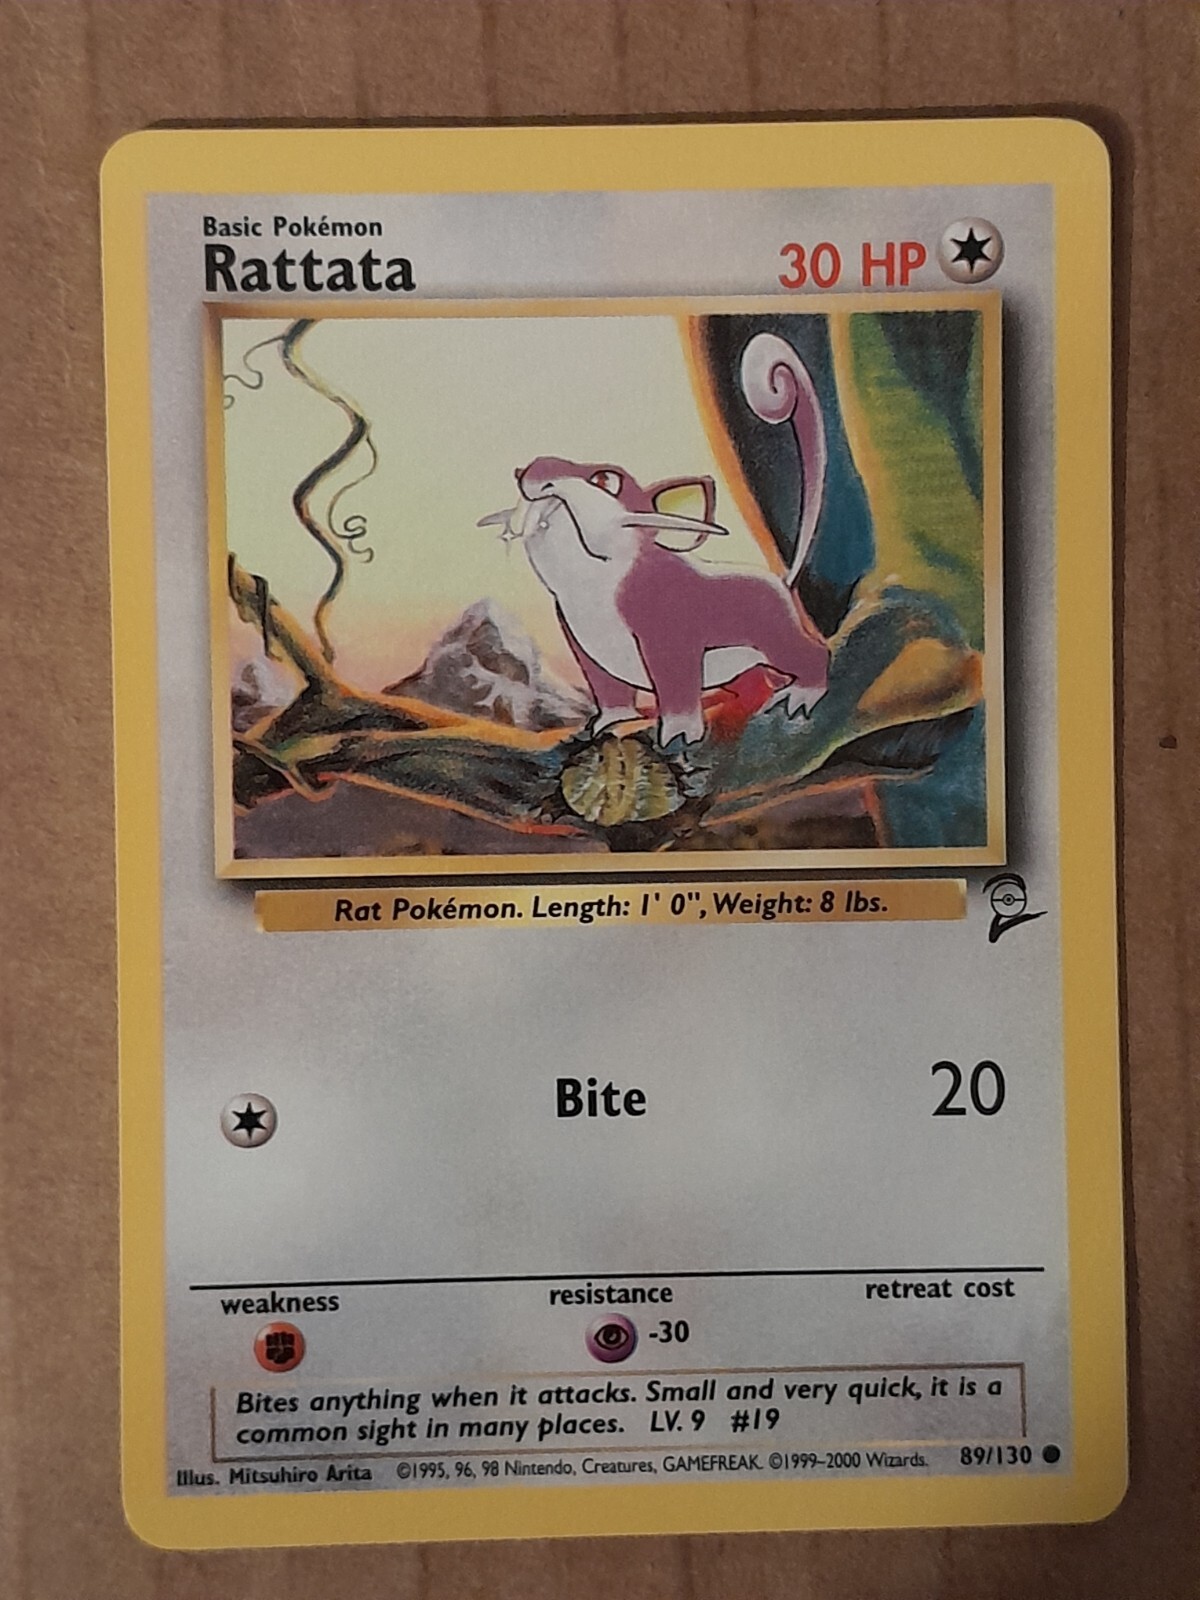 Basic Pokémon
Rattata
30 HP
Rat Pokémon. Length: 1' 0", Weight: 8 lbs.
Bite 20
weakness resistance retreat cost
-30
Bites anything when it attacks. Small and very quick, it is a
common sight in many places. LV. 9 #19
Illus. Mitsuhiro Arita ©1995, 96, 98 Nintendo, Creatures, GAMEFREAK. ©1999-2000 Wizards. 89/130